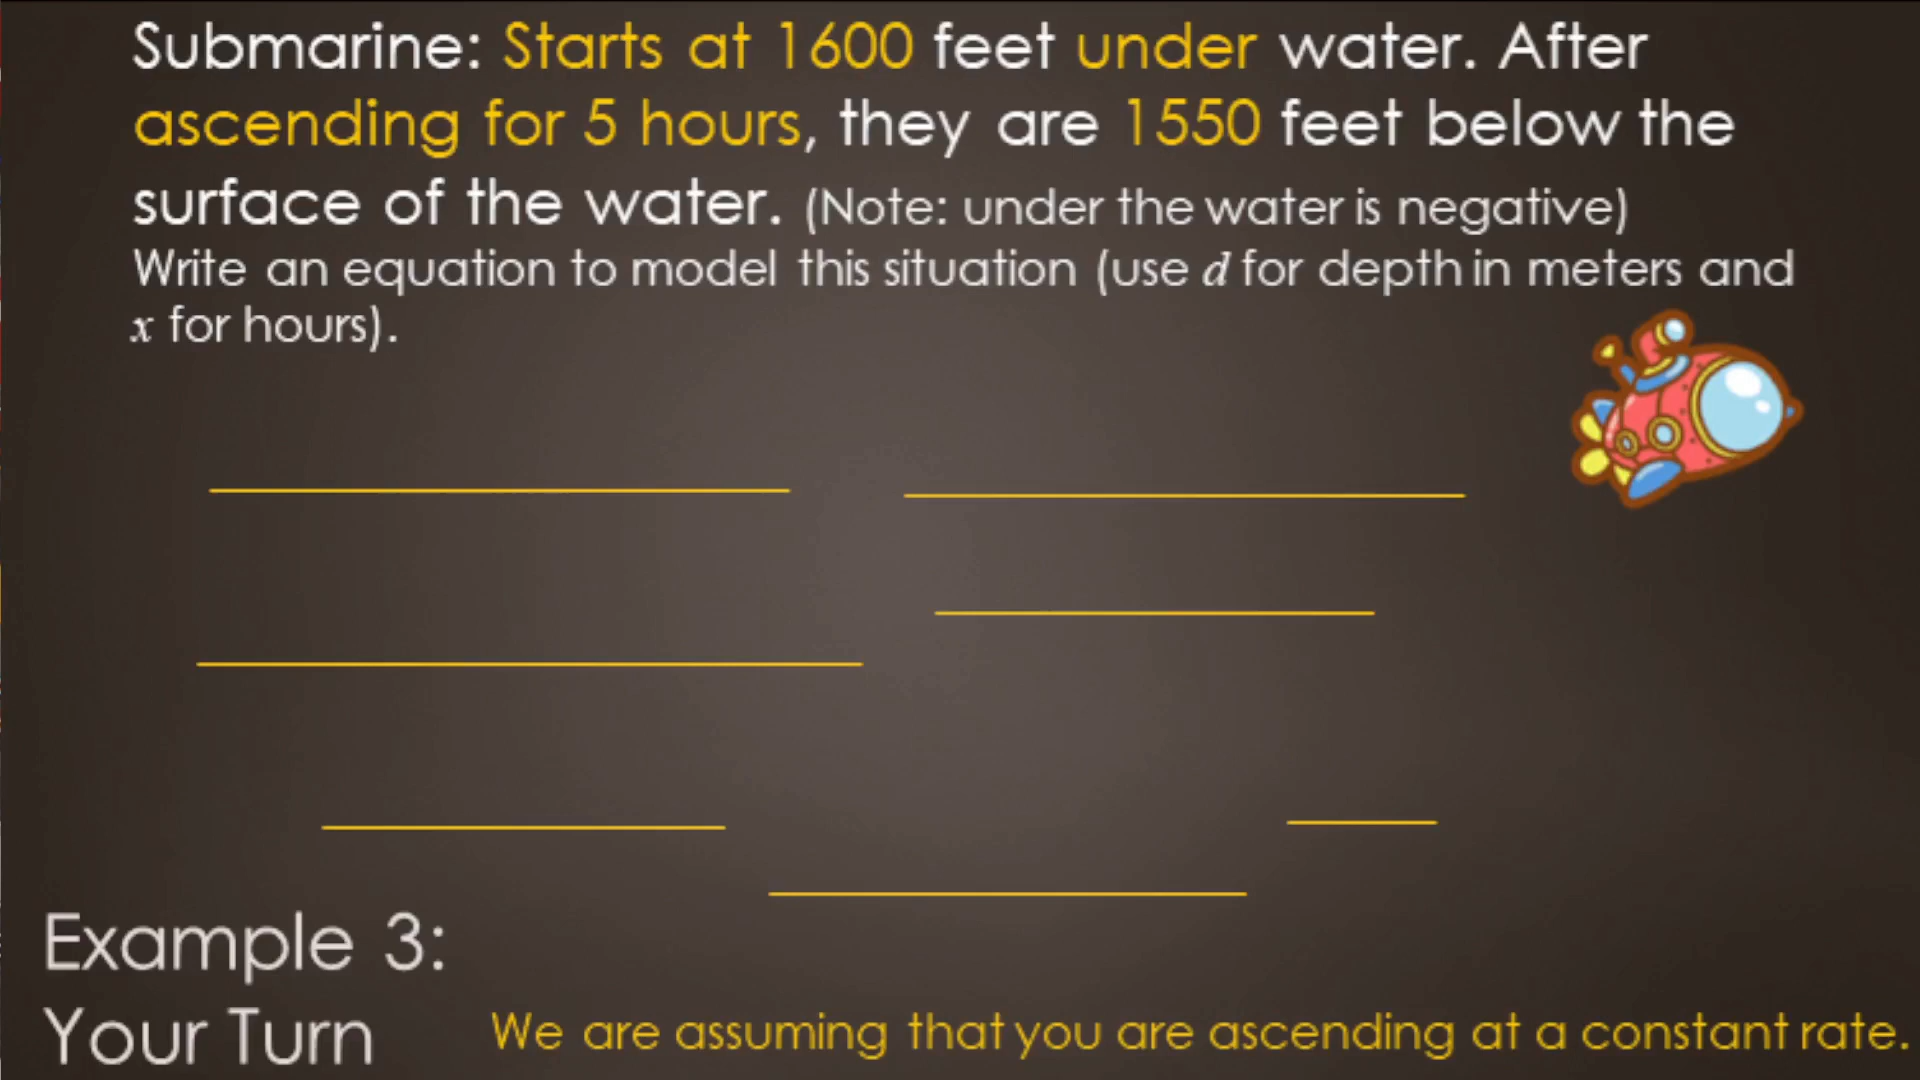 Submarine: Starts at 1600 feet under water. After
ascending for 5 hours, they are 1550 feet below the
surface of the water. (Note: under the water is negative)
Write an equation to model this situation (use d for depth in meters and
x for hours).
Example 3:
Your Turn
We are assuming that you are ascending at a constant rate.